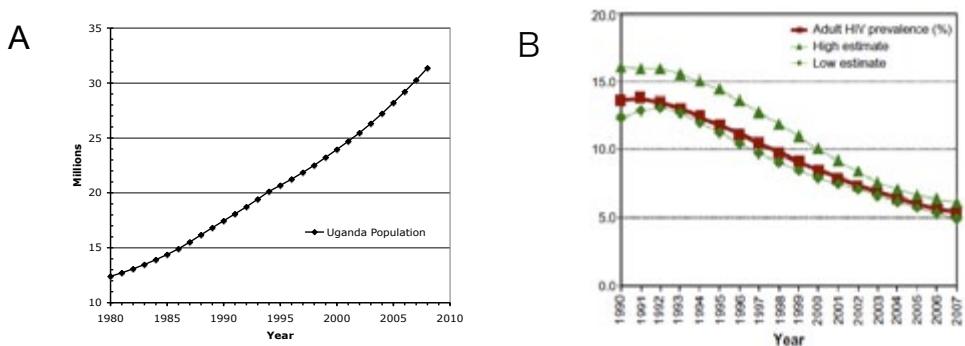 A
35
30
25
20
15
10
Millions
Uganda Population
1980 1985 1990 1995 2000 2005 2010
Year
B
20.0
15.0
10.0
5.0
0.0
Adult HIV prevalence (%)
High estimate
Low estimate
1990 1991 1992 1993 1994 1995 1996 1997 1998 1999 2000 2001 2002 2003 2004 2005 2006 2007
Year